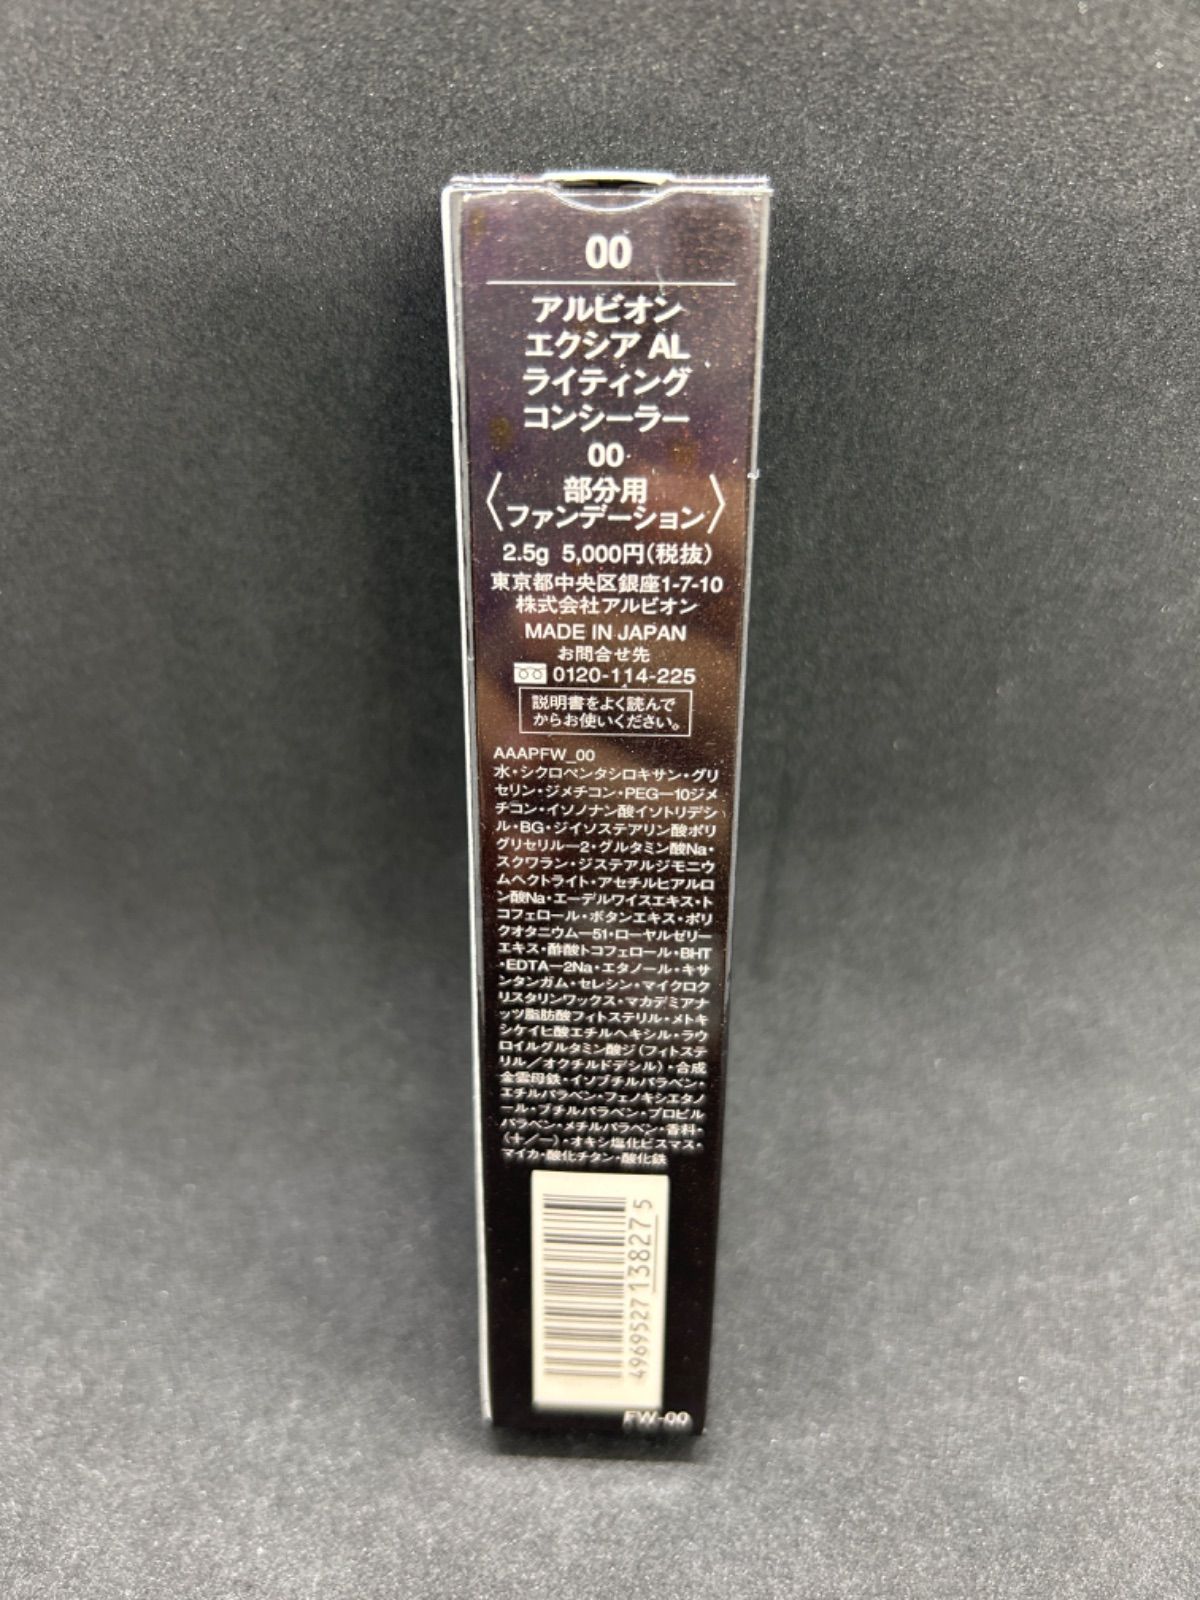 00
アルビオン
エクシア AL
ライティング
コンシーラー
00
〈部分用
ファンデーション〉
2.5g 5,000円(税抜)
東京都中央区銀座1-7-10
株式会社アルビオン
MADE IN JAPAN
お問合せ先
0120-114-225
説明書をよく読んで
からお使いください。
AAAPFW_00
水・シクロペンタシロキサン・グリ
セリン・ジメチコン・PEG−10ジメ
チコン・イソノナン酸イソトリデシ
ル・BG・ジイソステアリン酸ポリ
グリセリル−2・グルタミン酸Na・
スクワラン・ジステアルジモニウ
ムヘクトライト・アセチルヒアルロ
ン酸Na・エーデルワイスエキス・ト
コフェロール・ボタンエキス・ポリ
クオタニウム−51・ローヤルゼリー
エキス・酢酸トコフェロール・BHT
・EDTA−2Na・エタノール・キサ
ンタンガム・セレシン・マイクロク
リスタリンワックス・マカデミアナ
ッツ脂肪酸フィトステリル・メトキ
シケイヒ酸エチルヘキシル・ラウ
ロイルグルタミン酸ジ(フィトステ
リル/オクチルドデシル)・合成
金雲母鉄・イソブチルパラベン・
エチルパラベン・フェノキシエタノ
ール・ブチルパラベン・プロピル
パラベン・メチルパラベン・香料・
(+/−)・オキシ塩化ビスマス・
マイカ・酸化チタン・酸化鉄
4969527138275
FW-00